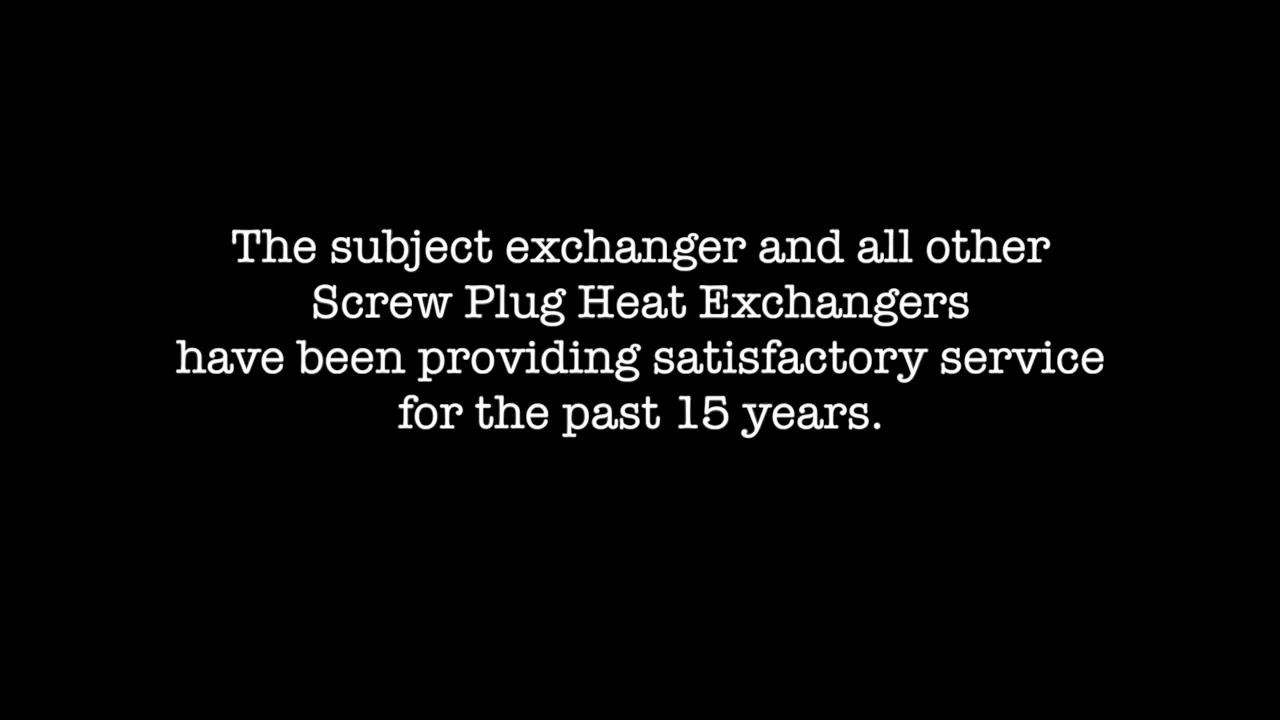 The subject exchanger and all other
Screw Plug Heat Exchangers
have been providing satisfactory service
for the past 15 years.